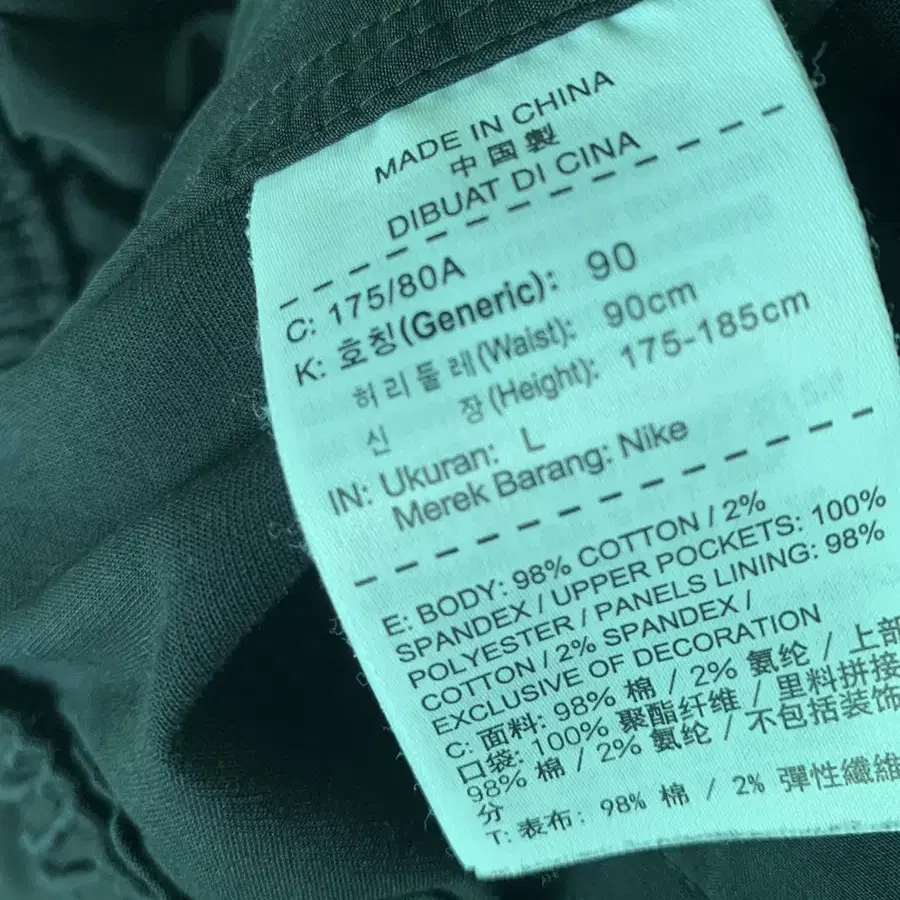 MADE IN CHINA
中国製
DIBUAT DI CINA
C: 175/80A
K: 호칭(Generic): 90
허리둘레(Waist): 90cm
신 장(Height): 175-185cm
IN: Ukuran: L
Merek Barang: Nike
E: BODY: 98% COTTON / 2%
SPANDEX / UPPER POCKETS: 100%
POLYESTER / PANELS LINING: 98%
COTTON / 2% SPANDEX /
EXCLUSIVE OF DECORATION
C: 面料: 98% 棉 / 2% 氨纶 / 上部
口袋: 100% 聚酯纤维 / 里料拼接
98% 棉 / 2% 氨纶 / 不包括装饰
分
T: 表布: 98% 棉 / 2% 彈性纖維